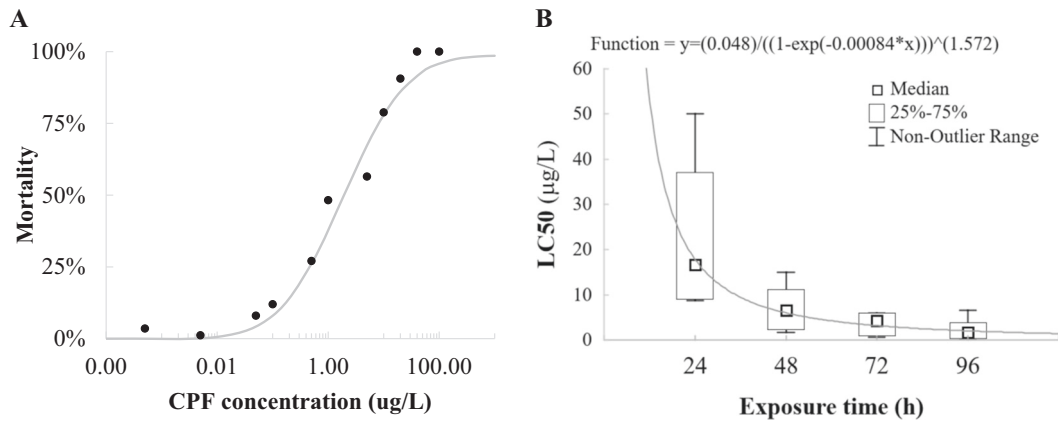 A
100%
75%
50%
25%
0%
Mortality
0.00 0.01 1.00 100.00
CPF concentration (ug/L)
B
Function = y=(0.048)/((1-exp(-0.00084*x)))^(1.572)
60
50
40
30
20
10
0
LC50 (µg/L)
Median
25%-75%
Non-Outlier Range
24 48 72 96
Exposure time (h)